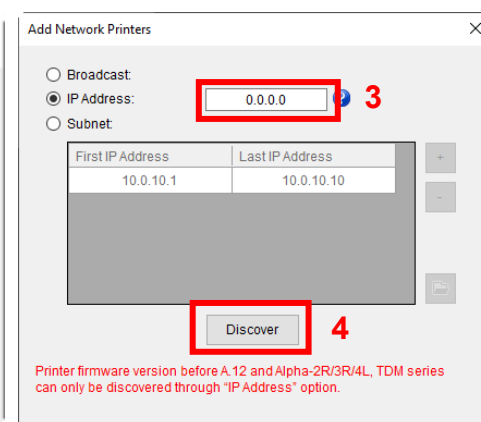 Add Network Printers
Broadcast:
IP Address: 0.0.0.0 ? 3
Subnet:
First IP Address Last IP Address +
10.0.10.1 10.0.10.10
-
Discover 4
Printer firmware version before A.12 and Alpha-2R/3R/4L, TDM series
can only be discovered through “IP Address” option.